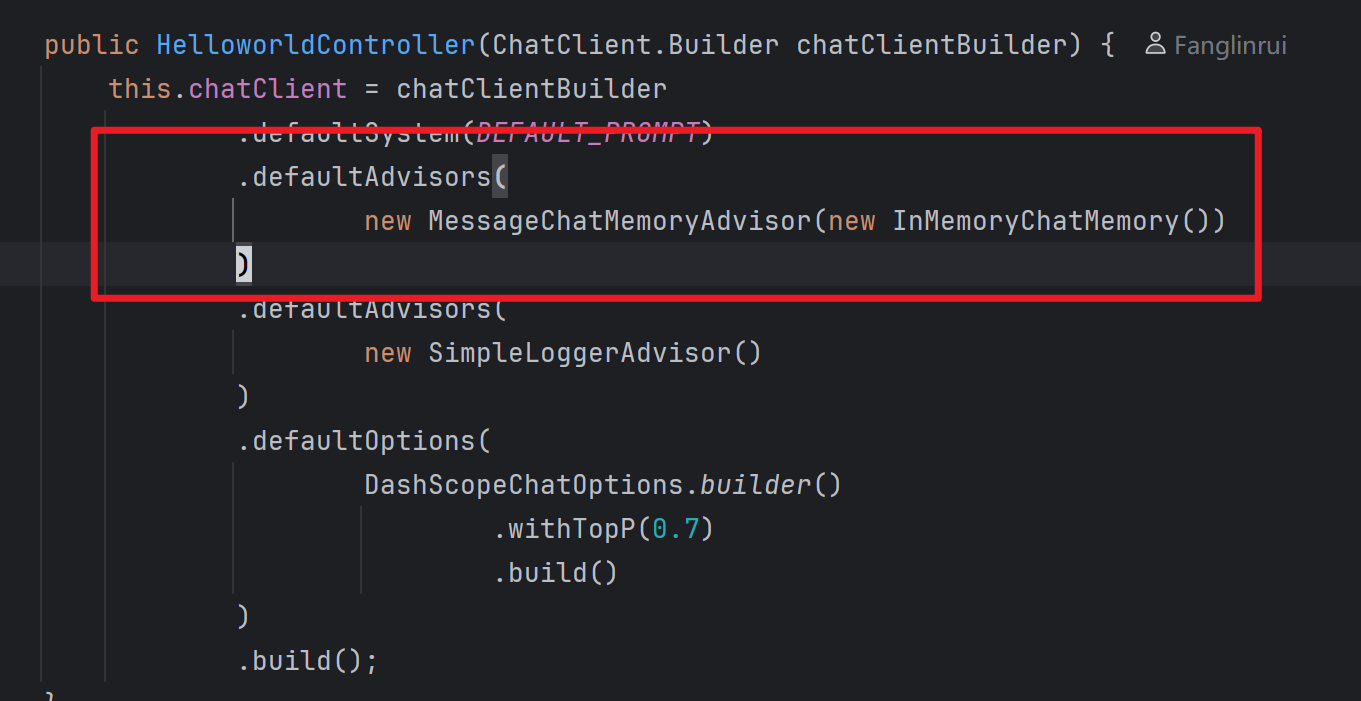 public HelloworldController(ChatClient.Builder chatClientBuilder) { Fanglinrui
this.chatClient = chatClientBuilder
.defaultSystem(DEFAULT_PROMPT)
.defaultAdvisors(
new MessageChatMemoryAdvisor(new InMemoryChatMemory())
)
.defaultAdvisors(
new SimpleLoggerAdvisor()
)
.defaultOptions(
DashScopeChatOptions.builder()
.withTopP(0.7)
.build()
)
.build();
}